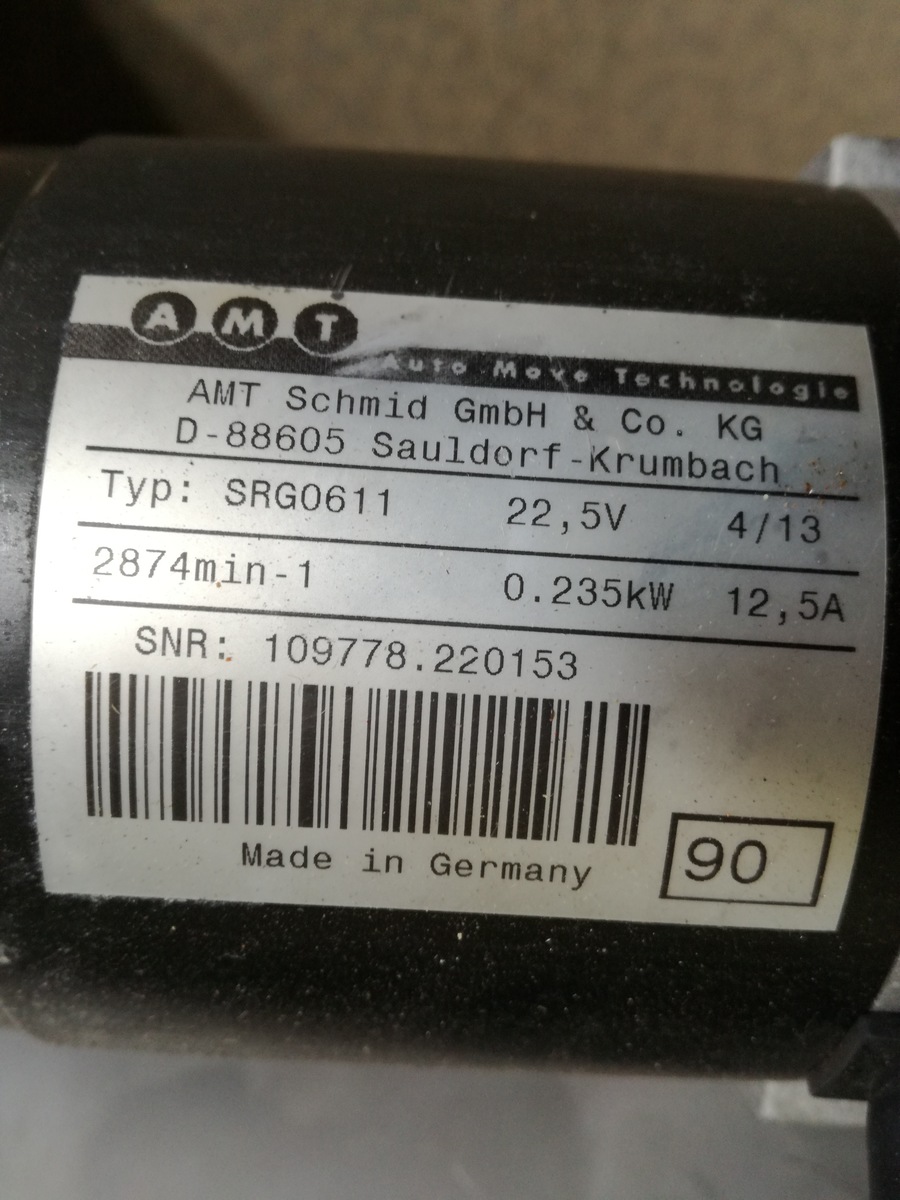 AMT
Auto Move Technologie
AMT Schmid GmbH & Co. KG
D-88605 Sauldorf-Krumbach
Typ: SRG0611 22,5V 4/13
2874min-1 0.235kW 12,5A
SNR: 109778.220153
Made in Germany
90